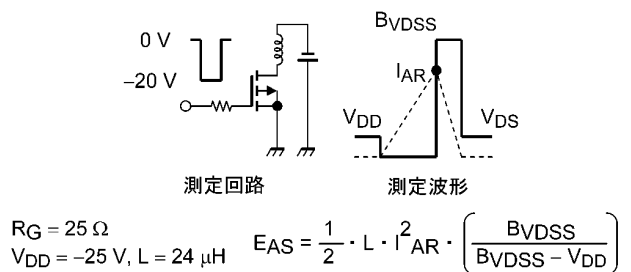 0 V
−20 V
測定回路
BVDSS
IAR
VDD
VDS
測定波形
RG = 25 Ω
VDD = −25 V, L = 24 μH
EAS = 1/2 · L · I²AR · (BVDSS / (BVDSS − VDD))